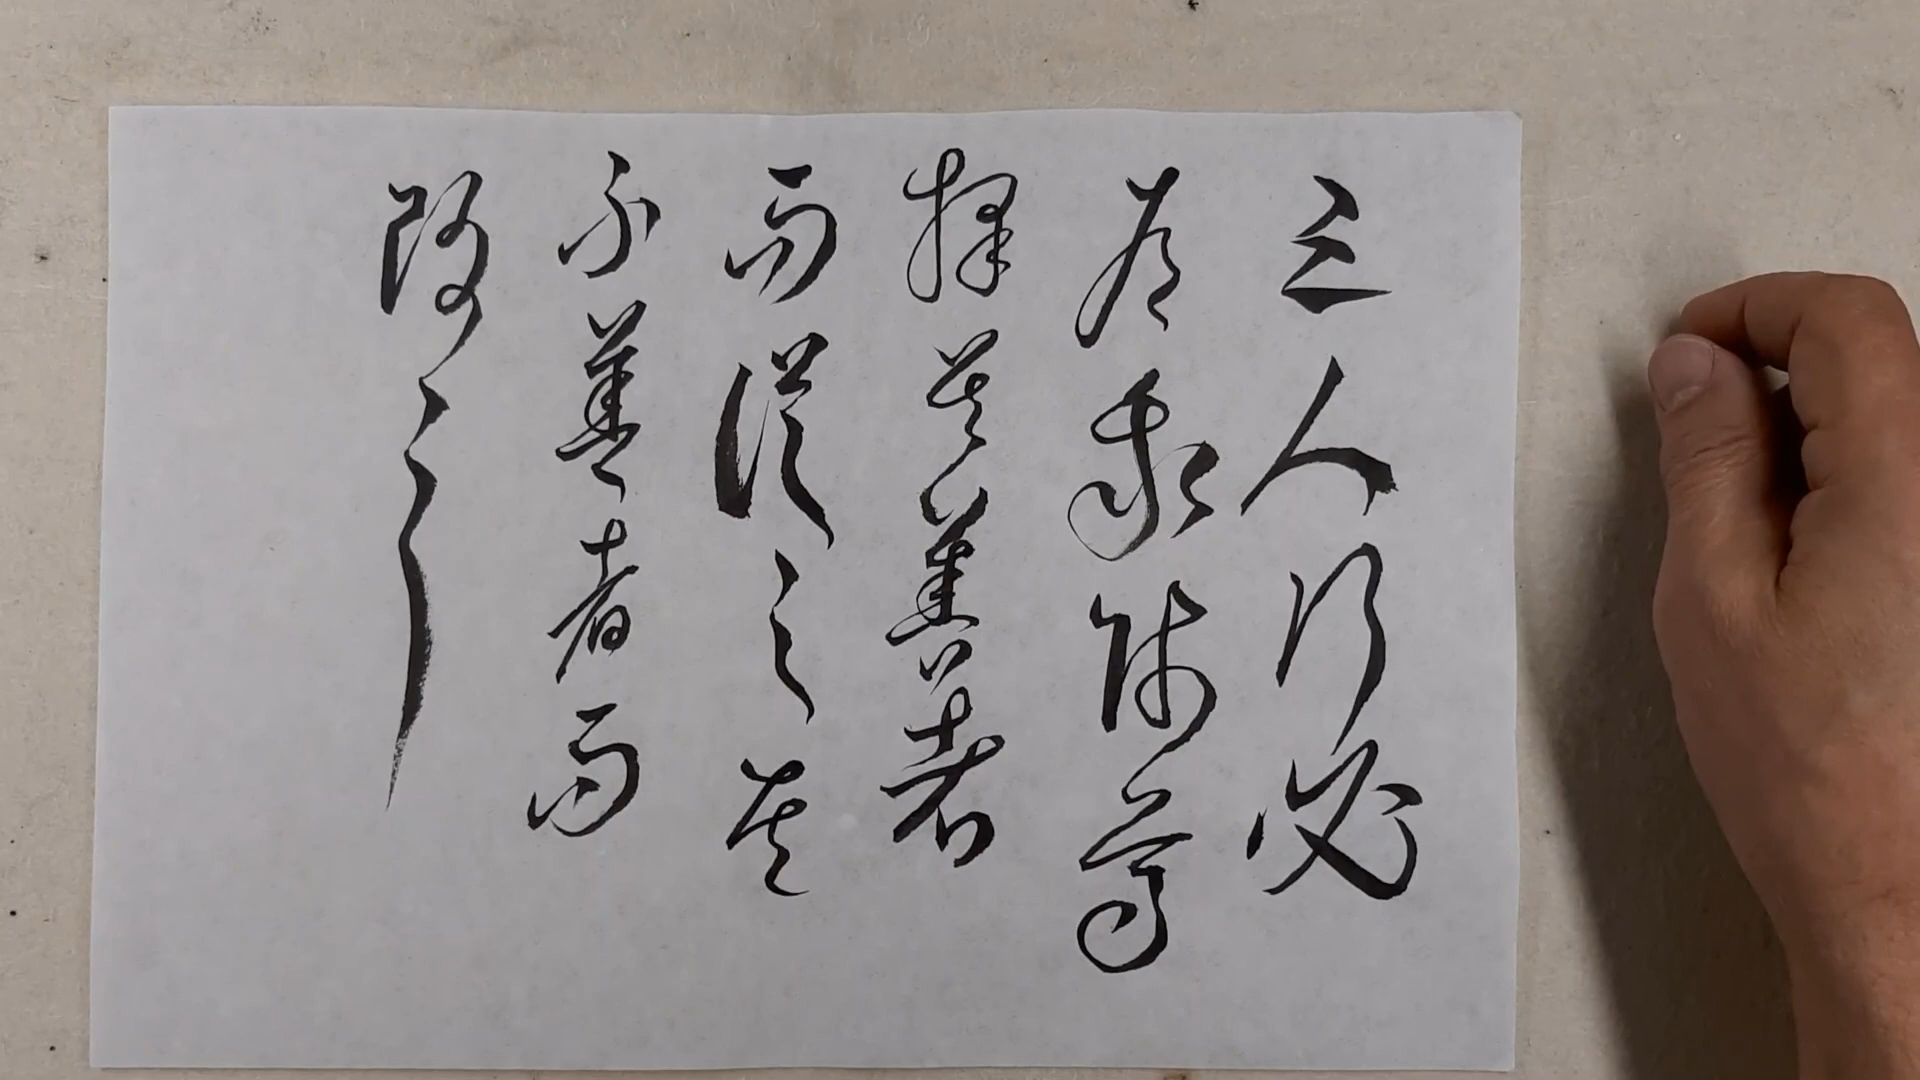 三人行必
有我師焉
擇其善者
而從之其
不善者而
改之